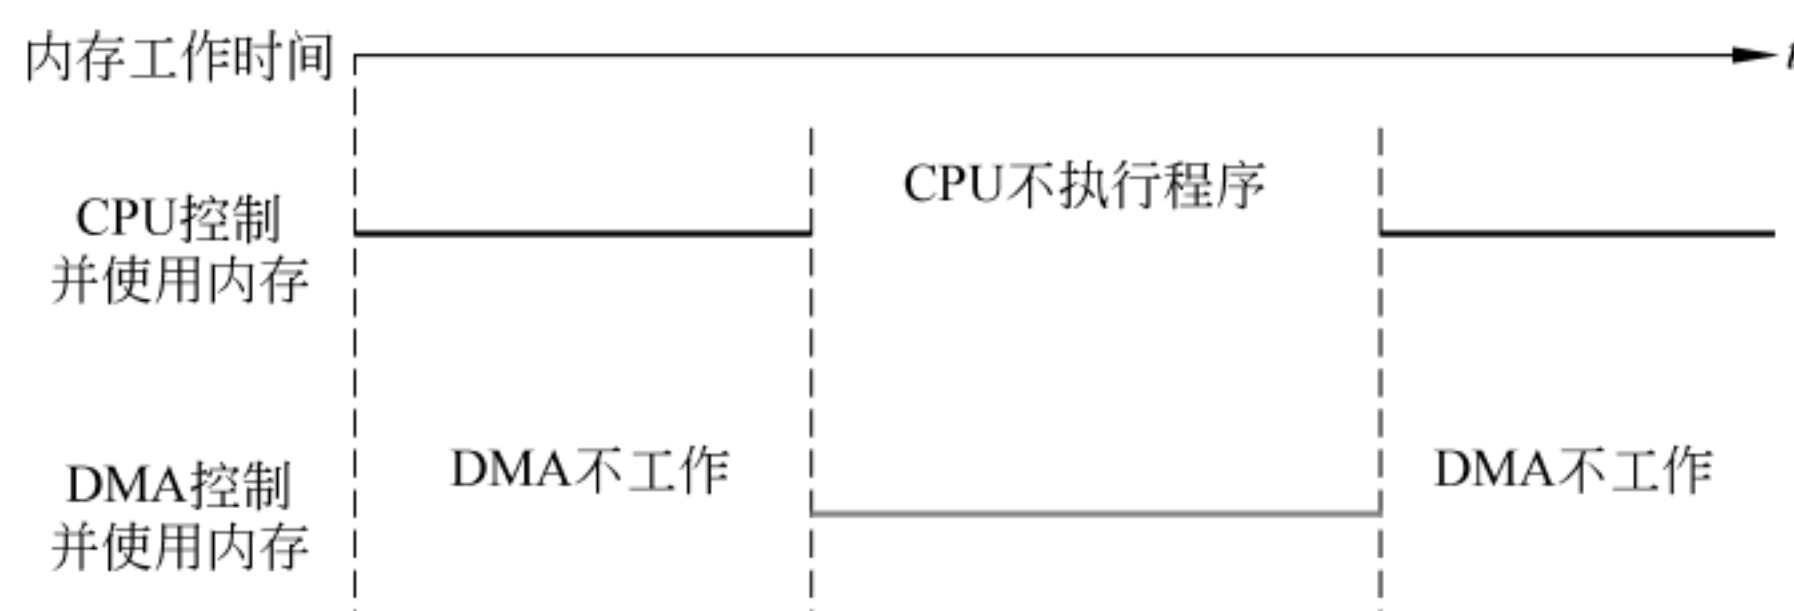 内存工作时间
t
CPU不执行程序
CPU控制
并使用内存
DMA不工作
DMA不工作
DMA控制
并使用内存